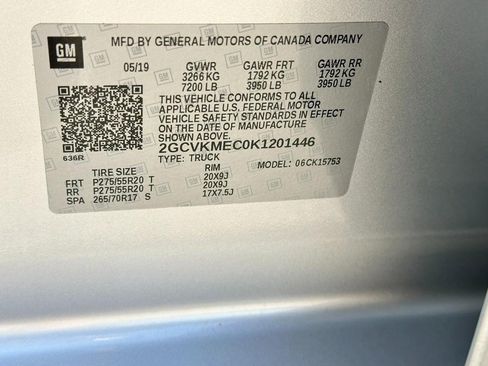 GM
MFD BY GENERAL MOTORS OF CANADA COMPANY
05/19 GVWR GAWR FRT GAWR RR
3266 KG 1792 KG 1792 KG
7200 LB 3950 LB 3950 LB
THIS VEHICLE CONFORMS TO ALL
APPLICABLE U.S. FEDERAL MOTOR
VEHICLE SAFETY STANDARDS IN EFFECT
ON THE DATE OF MANUFACTURE
SHOWN ABOVE.
2GCVKMEC0K1201446
636R TYPE: TRUCK 06CK15753
TIRE SIZE RIM
FRT P275/55R20 T 20X9J
RR P275/55R20 T 20X9J
SPA 265/70R17 S 17X7.5J